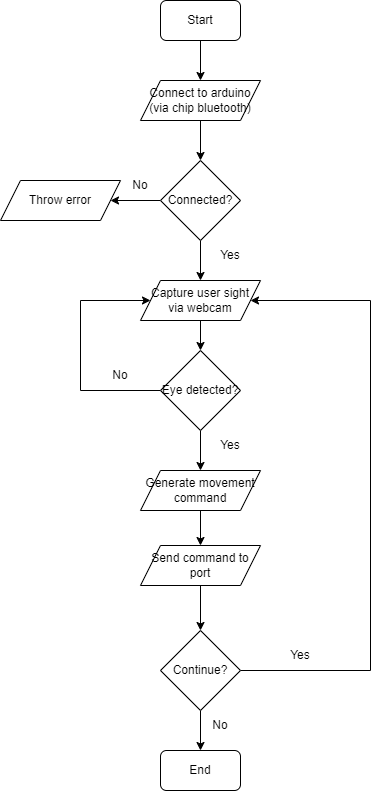 Start
Connect to arduino
(via chip bluetooth)
No
Throw error
Connected?
Yes
Capture user sight
via webcam
No
Eye detected?
Yes
Generate movement
command
Send command to
port
Yes
Continue?
No
End